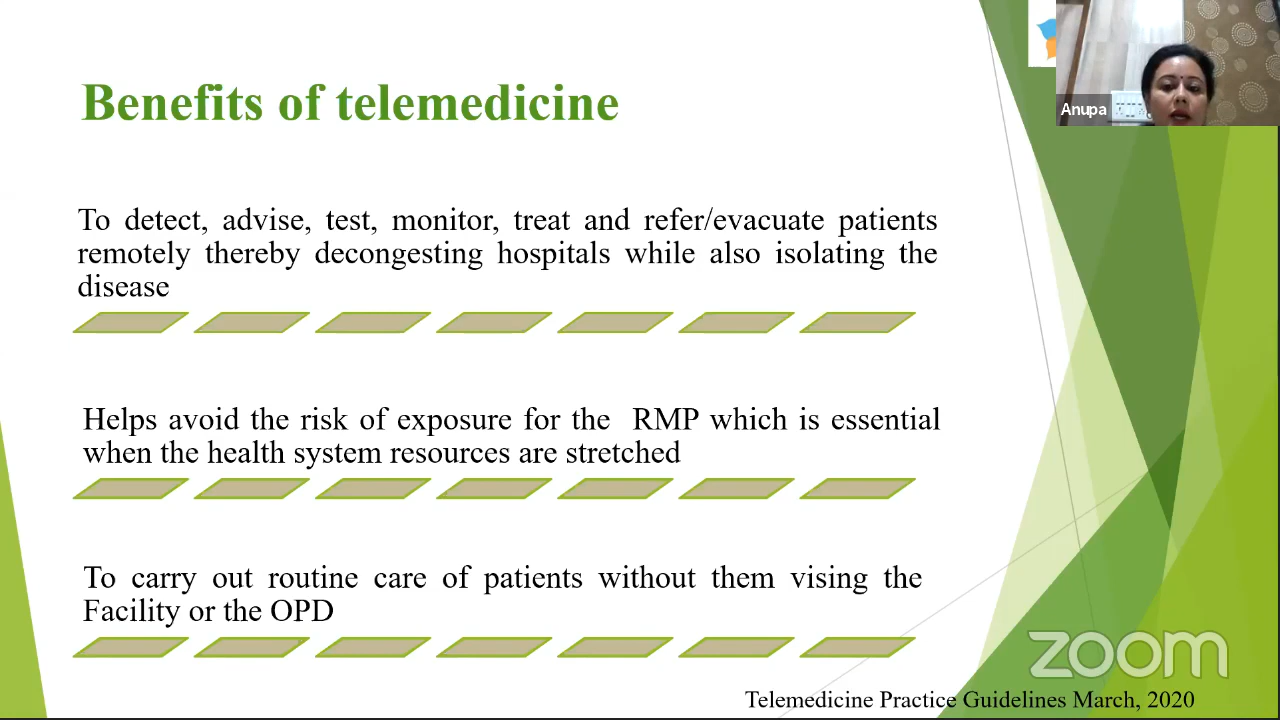 Benefits of telemedicine
Anupa
To detect, advise, test, monitor, treat and refer/evacuate patients
remotely thereby decongesting hospitals while also isolating the
disease
Helps avoid the risk of exposure for the RMP which is essential
when the health system resources are stretched
To carry out routine care of patients without them vising the
Facility or the OPD
zoom
Telemedicine Practice Guidelines March, 2020